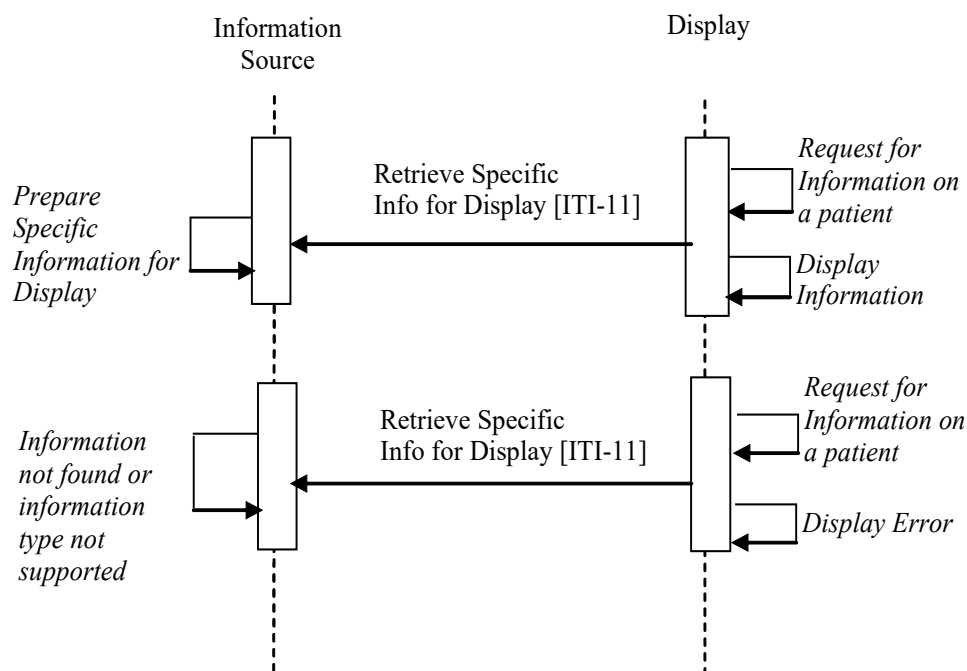 Information
Source
Display
Prepare
Specific
Information for
Display
Retrieve Specific
Info for Display [ITI-11]
Request for
Information on
a patient
Display
Information
Information
not found or
information
type not
supported
Retrieve Specific
Info for Display [ITI-11]
Request for
Information on
a patient
Display Error